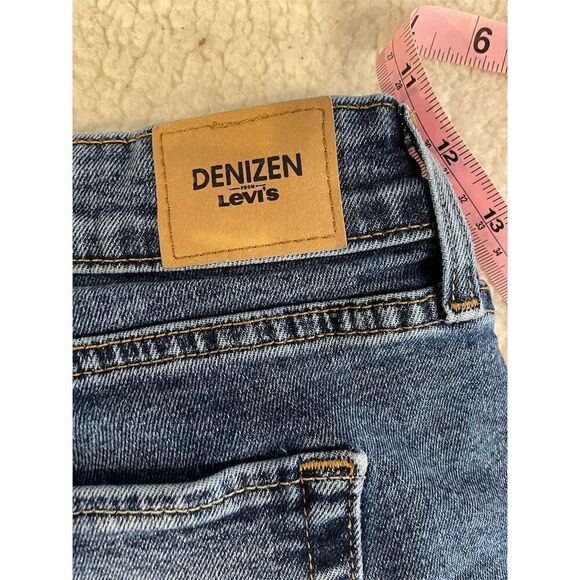 6
11
12
13
DENIZEN
FROM
Levi's